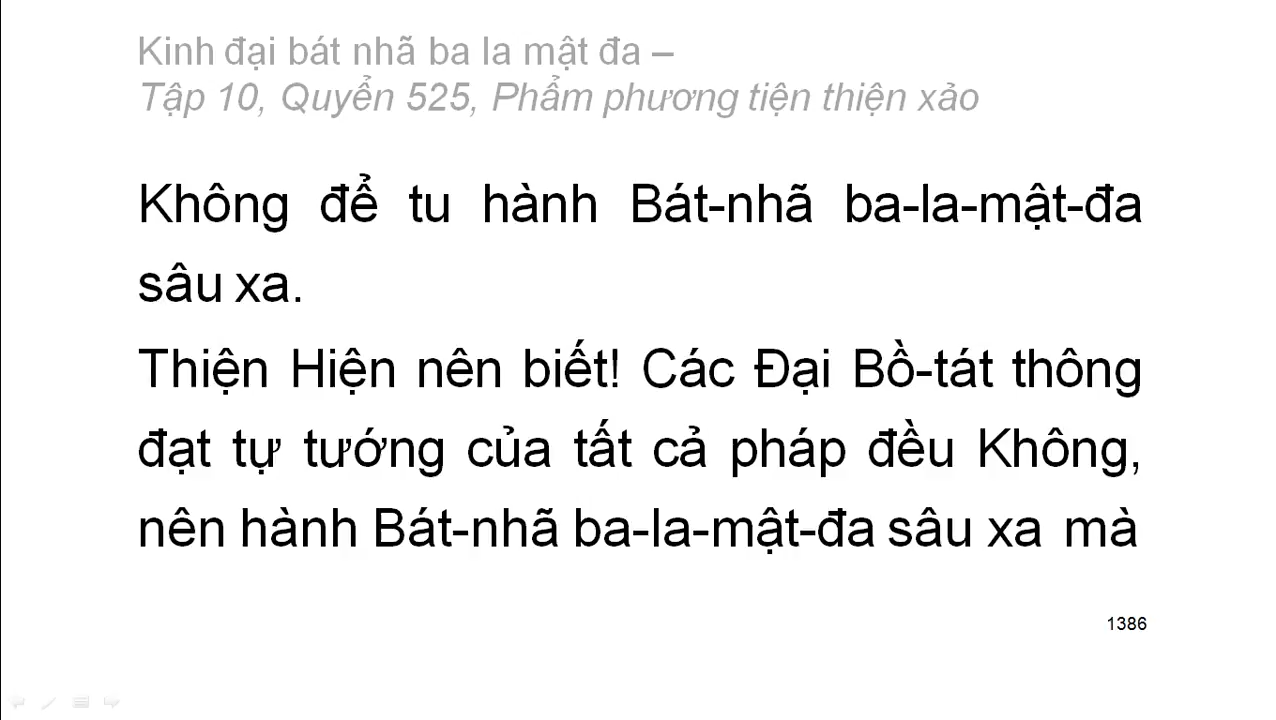 Kinh đại bát nhã ba la mật đa –
Tập 10, Quyển 525, Phẩm phương tiện thiện xảo
Không để tu hành Bát-nhã ba-la-mật-đa
sâu xa.
Thiện Hiện nên biết! Các Đại Bồ-tát thông
đạt tự tướng của tất cả pháp đều Không,
nên hành Bát-nhã ba-la-mật-đa sâu xa mà
1386